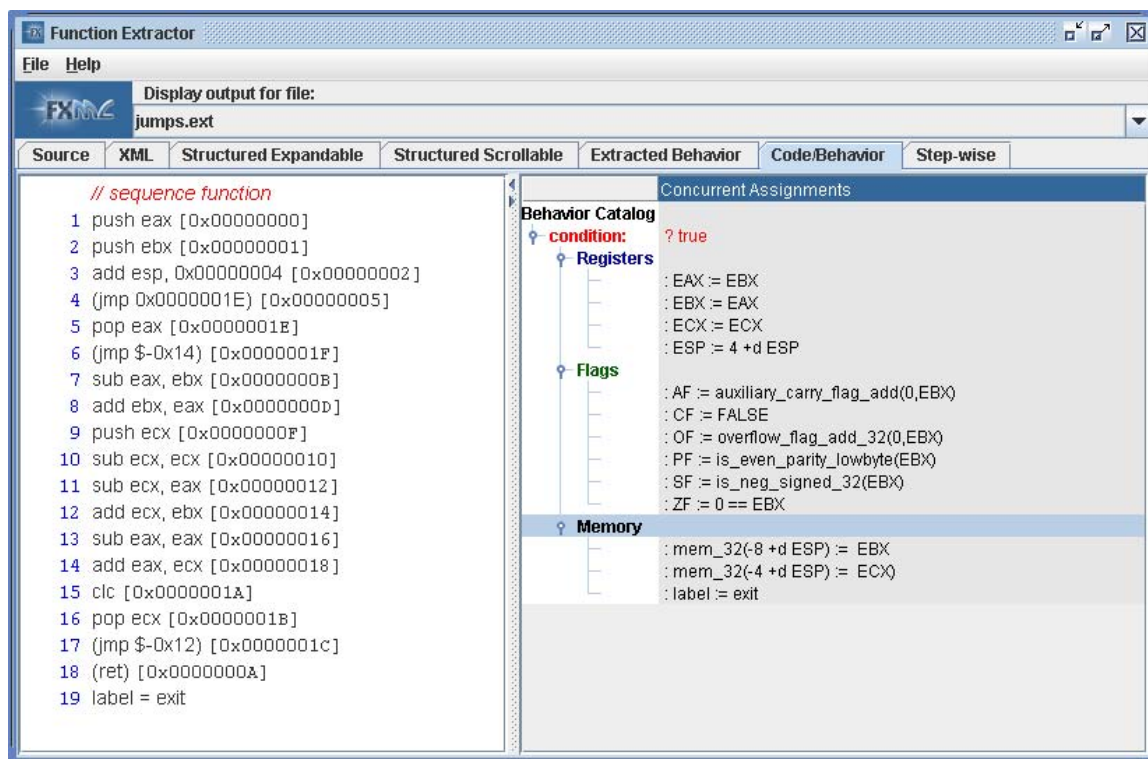 Function Extractor
File Help
FXMC
Display output for file:
jumps.ext
Source XML Structured Expandable Structured Scrollable Extracted Behavior Code/Behavior Step-wise
// sequence function
1 push eax [0x00000000]
2 push ebx [0x00000001]
3 add esp, 0x00000004 [0x00000002]
4 (jmp 0x0000001E) [0x00000005]
5 pop eax [0x0000001E]
6 (jmp $-0x14) [0x0000001F]
7 sub eax, ebx [0x0000000B]
8 add ebx, eax [0x0000000D]
9 push ecx [0x0000000F]
10 sub ecx, ecx [0x00000010]
11 sub ecx, eax [0x00000012]
12 add ecx, ebx [0x00000014]
13 sub eax, eax [0x00000016]
14 add eax, ecx [0x00000018]
15 clc [0x0000001A]
16 pop ecx [0x0000001B]
17 (jmp $-0x12) [0x0000001C]
18 (ret) [0x0000000A]
19 label = exit
Concurrent Assignments
Behavior Catalog
condition: ? true
Registers
: EAX := EBX
: EBX := EAX
: ECX := ECX
: ESP := 4 +d ESP
Flags
: AF := auxiliary_carry_flag_add(0,EBX)
: CF := FALSE
: OF := overflow_flag_add_32(0,EBX)
: PF := is_even_parity_lowbyte(EBX)
: SF := is_neg_signed_32(EBX)
: ZF := 0 == EBX
Memory
: mem_32(-8 +d ESP) := EBX
: mem_32(-4 +d ESP) := ECX)
: label := exit